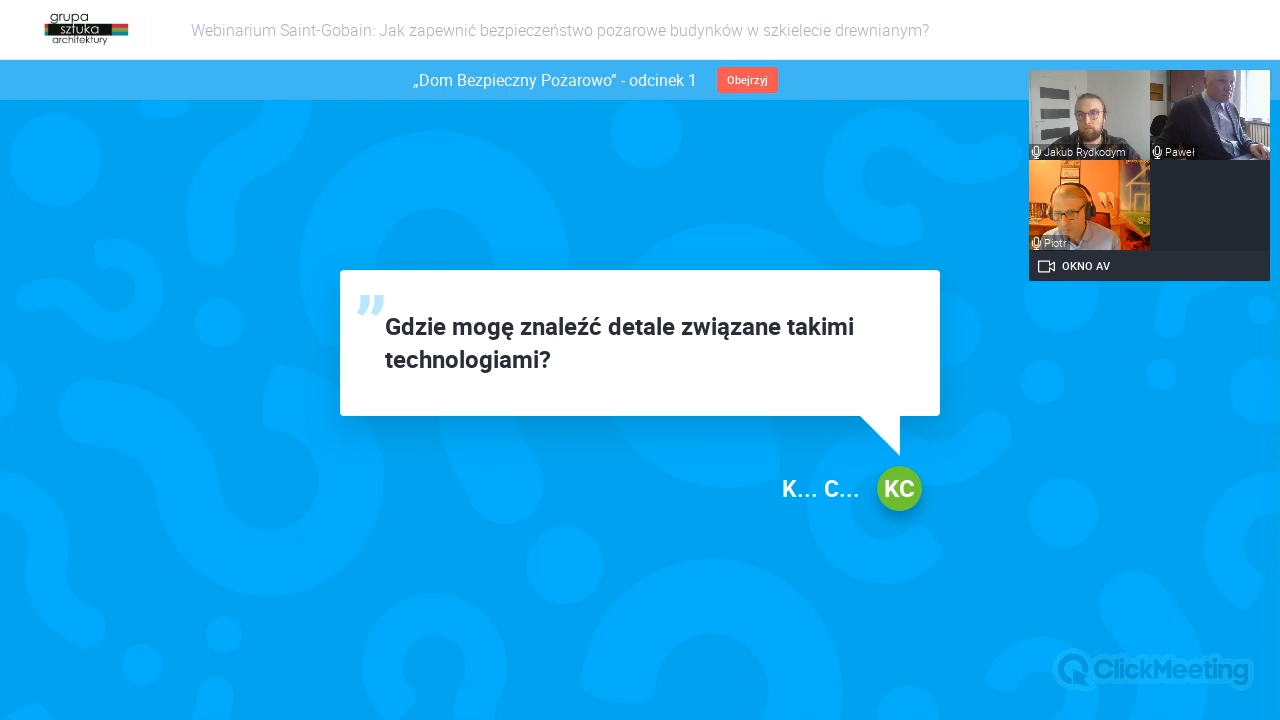 grupa
sztuka
architektury
Webinarium Saint-Gobain: Jak zapewnić bezpieczeństwo pożarowe budynków w szkielecie drewnianym?
„Dom Bezpieczny Pożarowo” - odcinek 1
Obejrzyj
Jakub Rydkodym
Paweł
Piotr
OKNO AV
”
Gdzie mogę znaleźć detale związane takimi
technologiami?
K... C...
KC
ClickMeeting